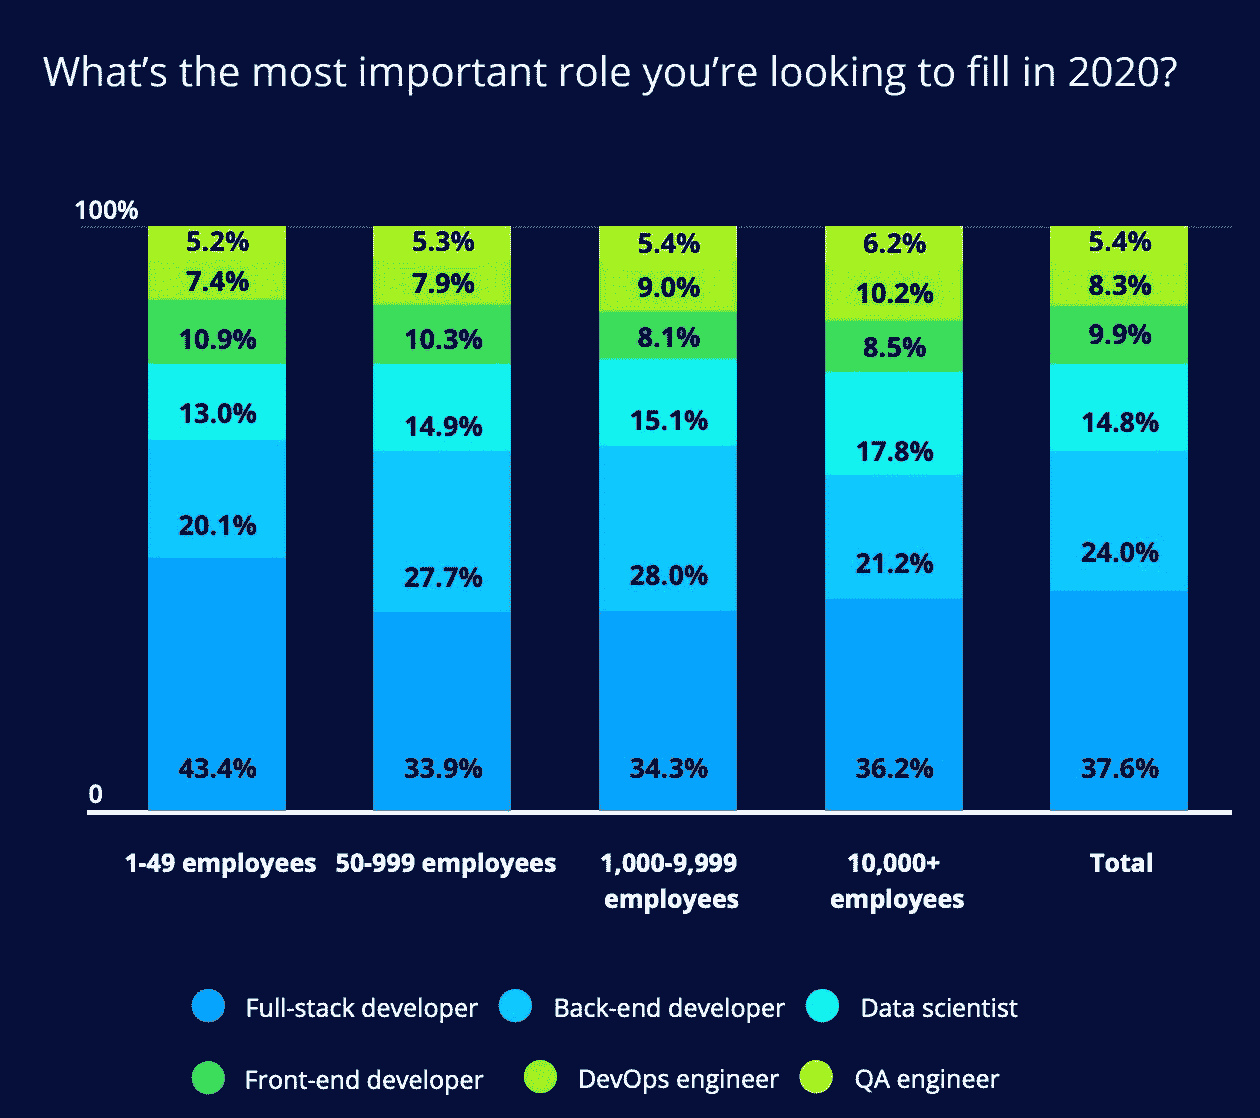 What’s the most important role you’re looking to fill in 2020?
100%
5.2% 5.3% 5.4% 6.2% 5.4%
7.4% 7.9% 9.0% 10.2% 8.3%
10.9% 10.3% 8.1% 8.5% 9.9%
13.0% 14.9% 15.1% 17.8% 14.8%
20.1% 27.7% 28.0% 21.2% 24.0%
43.4% 33.9% 34.3% 36.2% 37.6%
0
1-49 employees 50-999 employees 1,000-9,999 10,000+ Total
employees employees
Full-stack developer Back-end developer Data scientist
Front-end developer DevOps engineer QA engineer